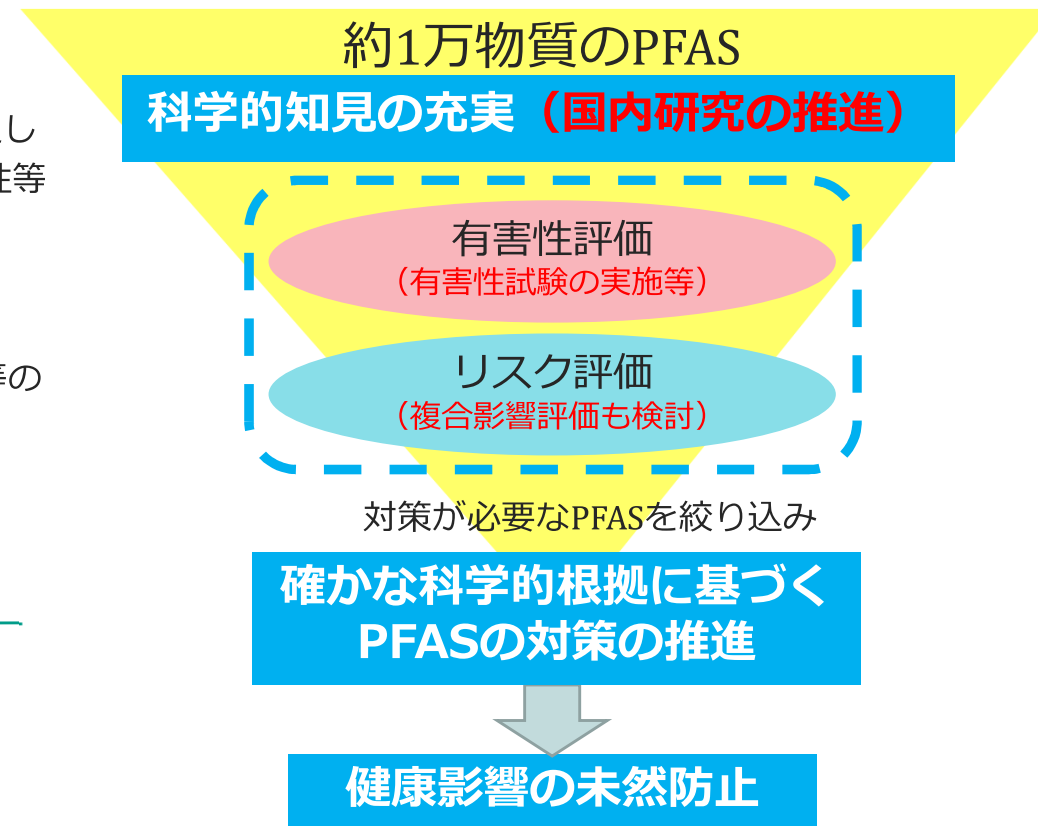 約1万物質のPFAS
科学的知見の充実（国内研究の推進）
し
性等
有害性評価
（有害性試験の実施等）
等の
リスク評価
（複合影響評価も検討）
対策が必要なPFASを絞り込み
確かな科学的根拠に基づく
PFASの対策の推進
健康影響の未然防止